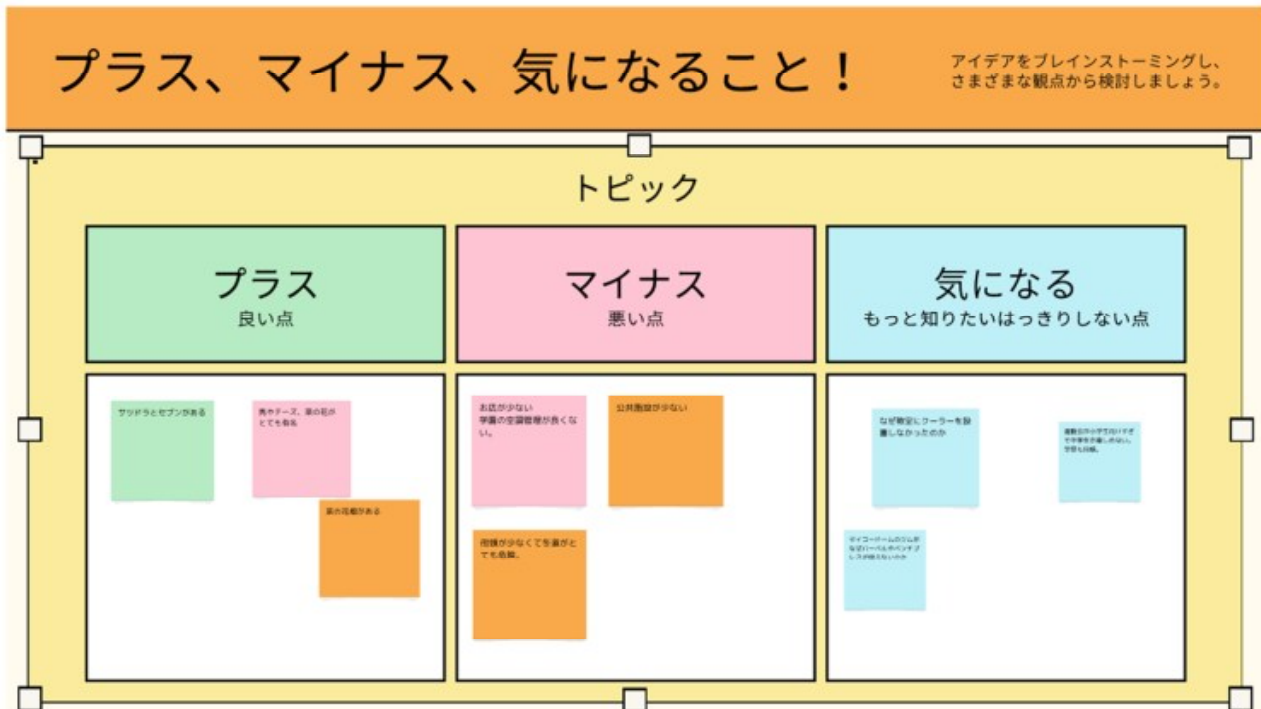 プラス、マイナス、気になること！
アイデアをブレインストーミングし、
さまざまな観点から検討しましょう。
トピック
プラス
良い点
マイナス
悪い点
気になる
もっと知りたいはっきりしない点
サツドラとセブンがある
チーズ、菜の花が
とても有名
菜の花畑がある
お店が少ない
学園の空調管理が良くな
い。
公共施設が少ない
街頭が少なくて冬道がと
ても危険。
なぜ教室にクーラーを設
置しなかったのか